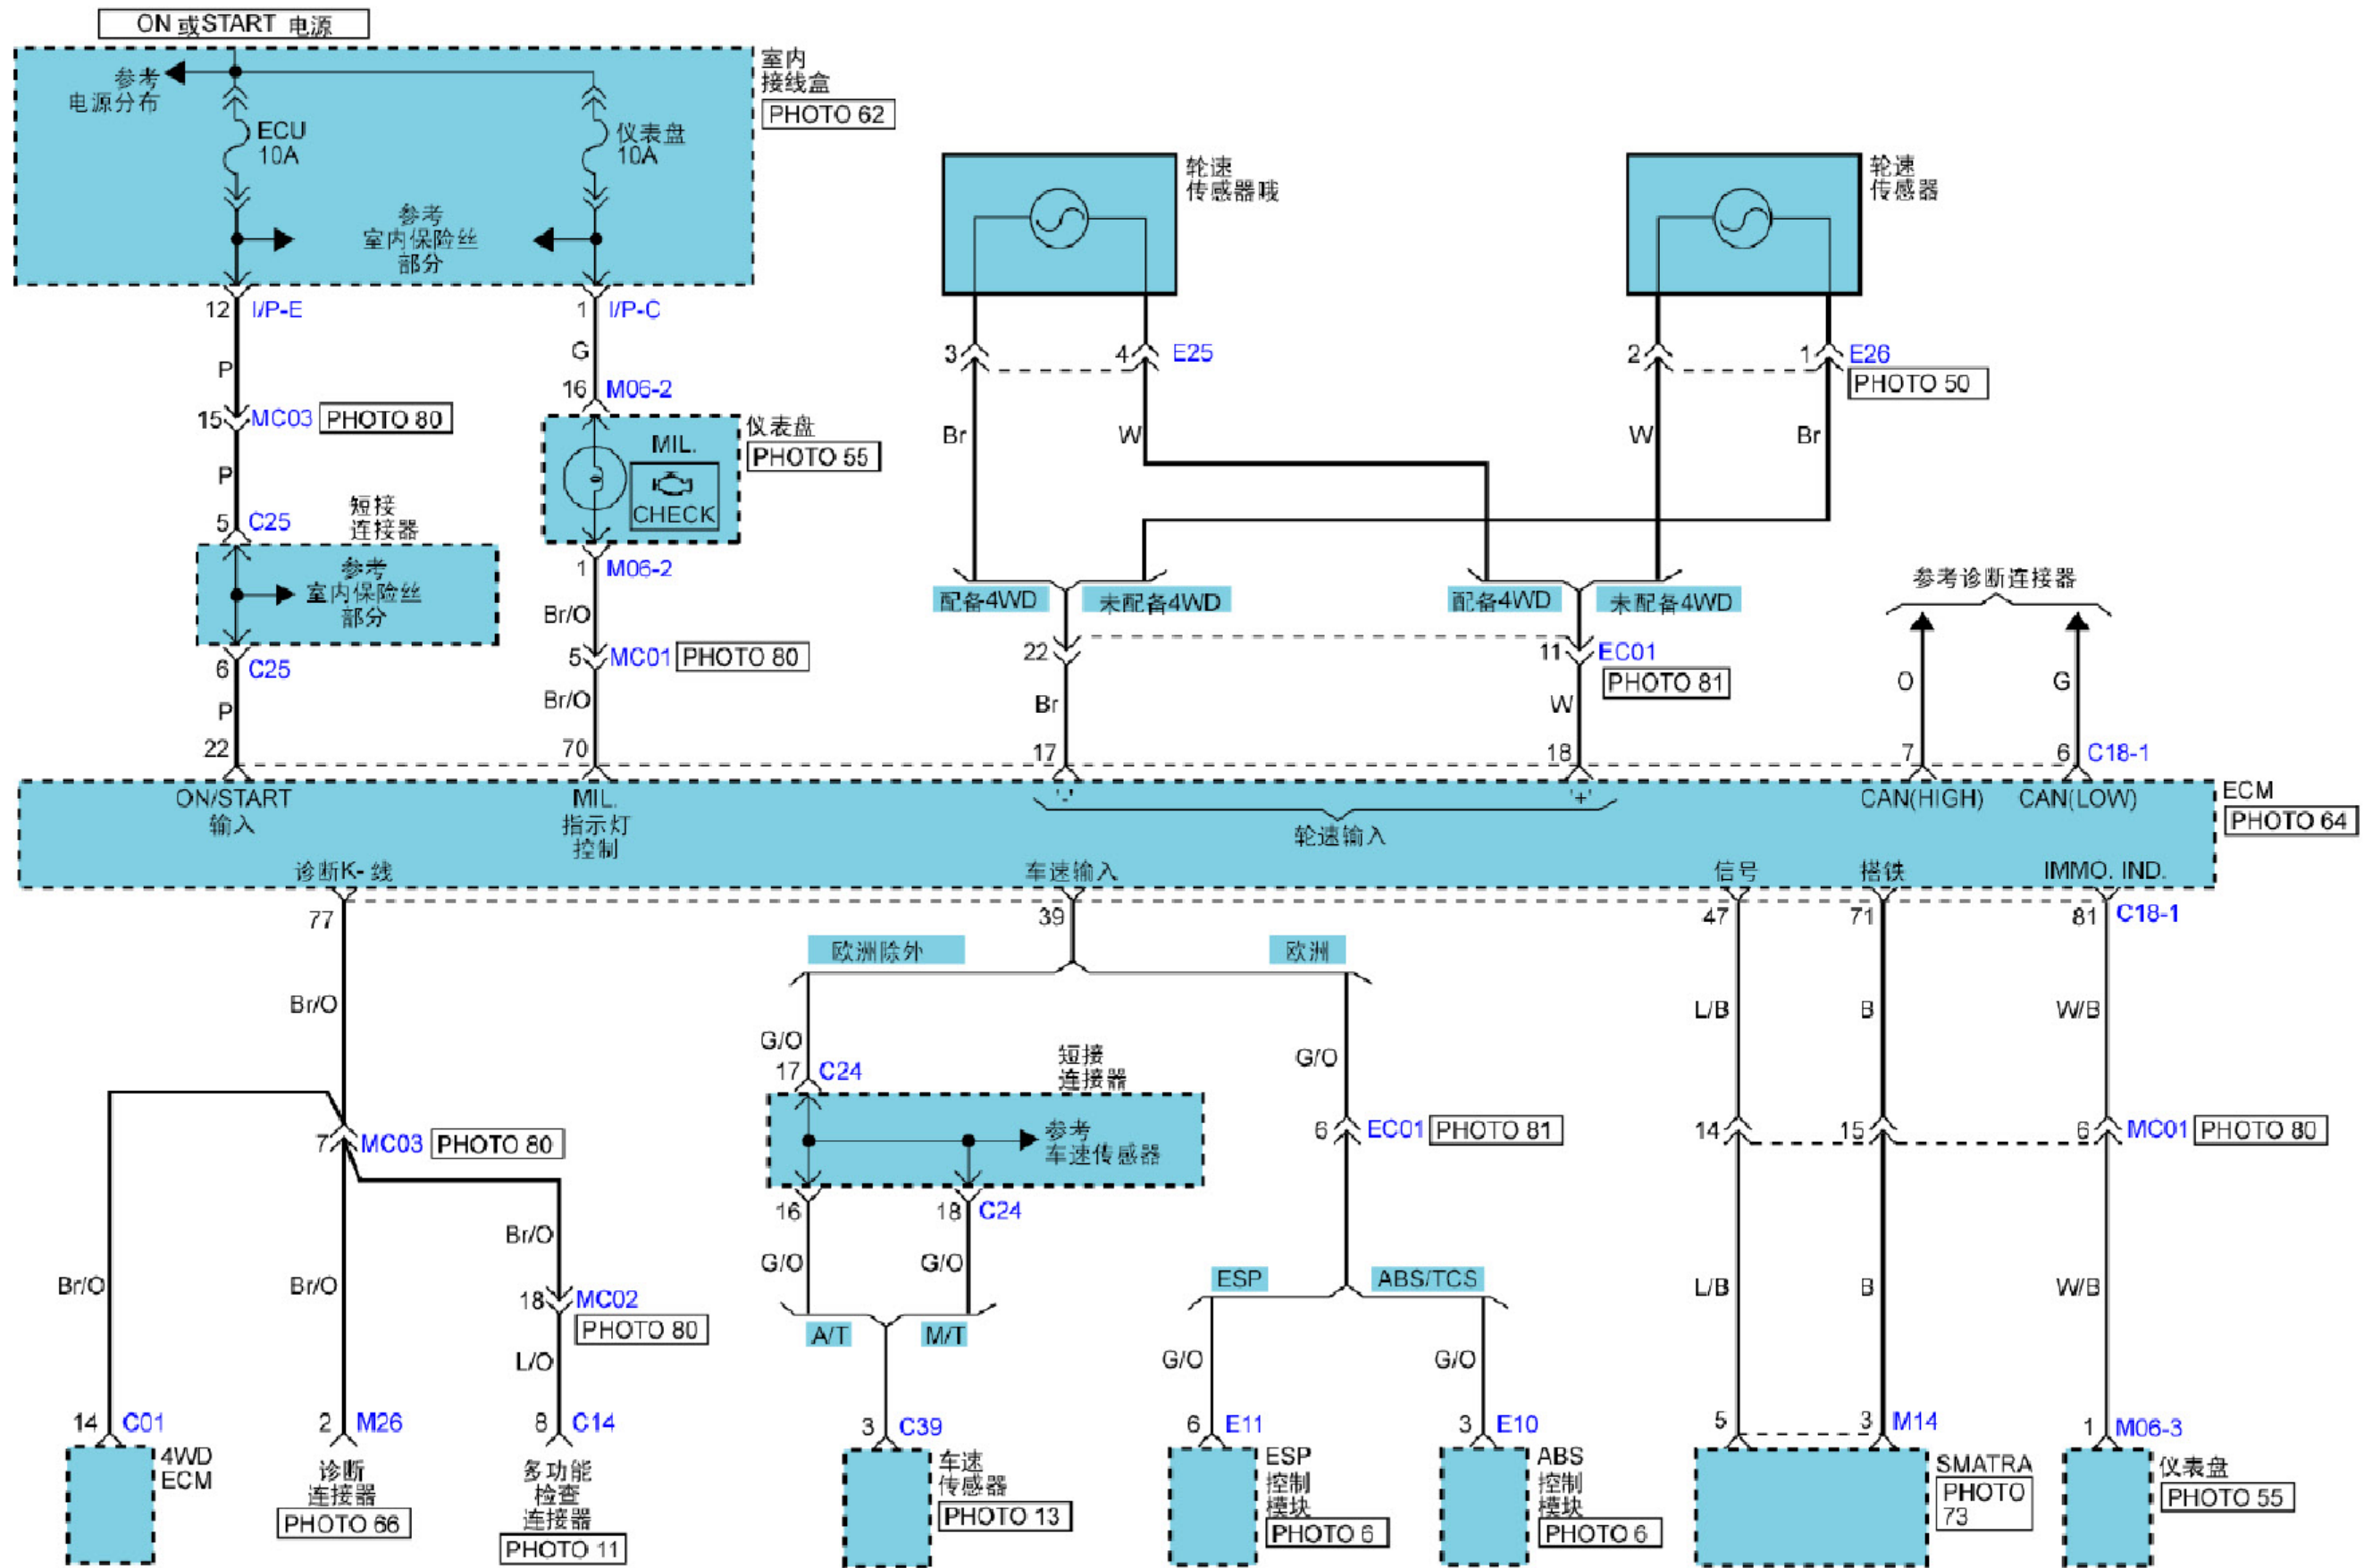 ON 或START 电源
参考
电源分布
ECU
10A
仪表盘
10A
参考
室内保险丝
部分
室内
接线盒
PHOTO 62
轮速
传感器哦
轮速
传感器
12 I/P-E
1 I/P-C
P
G
3
4 E25
2
1 E26
PHOTO 50
16 M06-2
15 MC03 PHOTO 80
MIL.
CHECK
仪表盘
PHOTO 55
Br
W
W
Br
P
短接
连接器
5 C25
参考
室内保险丝
部分
1 M06-2
配备4WD
未配备4WD
配备4WD
未配备4WD
参考诊断连接器
Br/O
6 C25
5 MC01 PHOTO 80
22
11 EC01
PHOTO 81
P
Br/O
Br
W
O
G
22
70
17
18
7
6 C18-1
ON/START
输入
MIL.
指示灯
控制
'-'
'+'
轮速输入
CAN(HIGH)
CAN(LOW)
ECM
PHOTO 64
诊断K- 线
车速输入
信号
搭铁
IMMO. IND.
77
39
47
71
81 C18-1
欧洲除外
欧洲
Br/O
G/O
G/O
L/B
B
W/B
17 C24
短接
连接器
参考
车速传感器
7 MC03 PHOTO 80
6 EC01 PHOTO 81
14
15
6 MC01 PHOTO 80
16
18 C24
Br/O
Br/O
Br/O
G/O
G/O
ESP
ABS/TCS
L/B
B
W/B
18 MC02
PHOTO 80
A/T
M/T
L/O
G/O
G/O
14 C01
2 M26
8 C14
3 C39
6 E11
3 E10
5
3 M14
1 M06-3
4WD
ECM
诊断
连接器
PHOTO 66
多功能
检查
连接器
PHOTO 11
车速
传感器
PHOTO 13
ESP
控制
模块
PHOTO 6
ABS
控制
模块
PHOTO 6
SMATRA
PHOTO
73
仪表盘
PHOTO 55